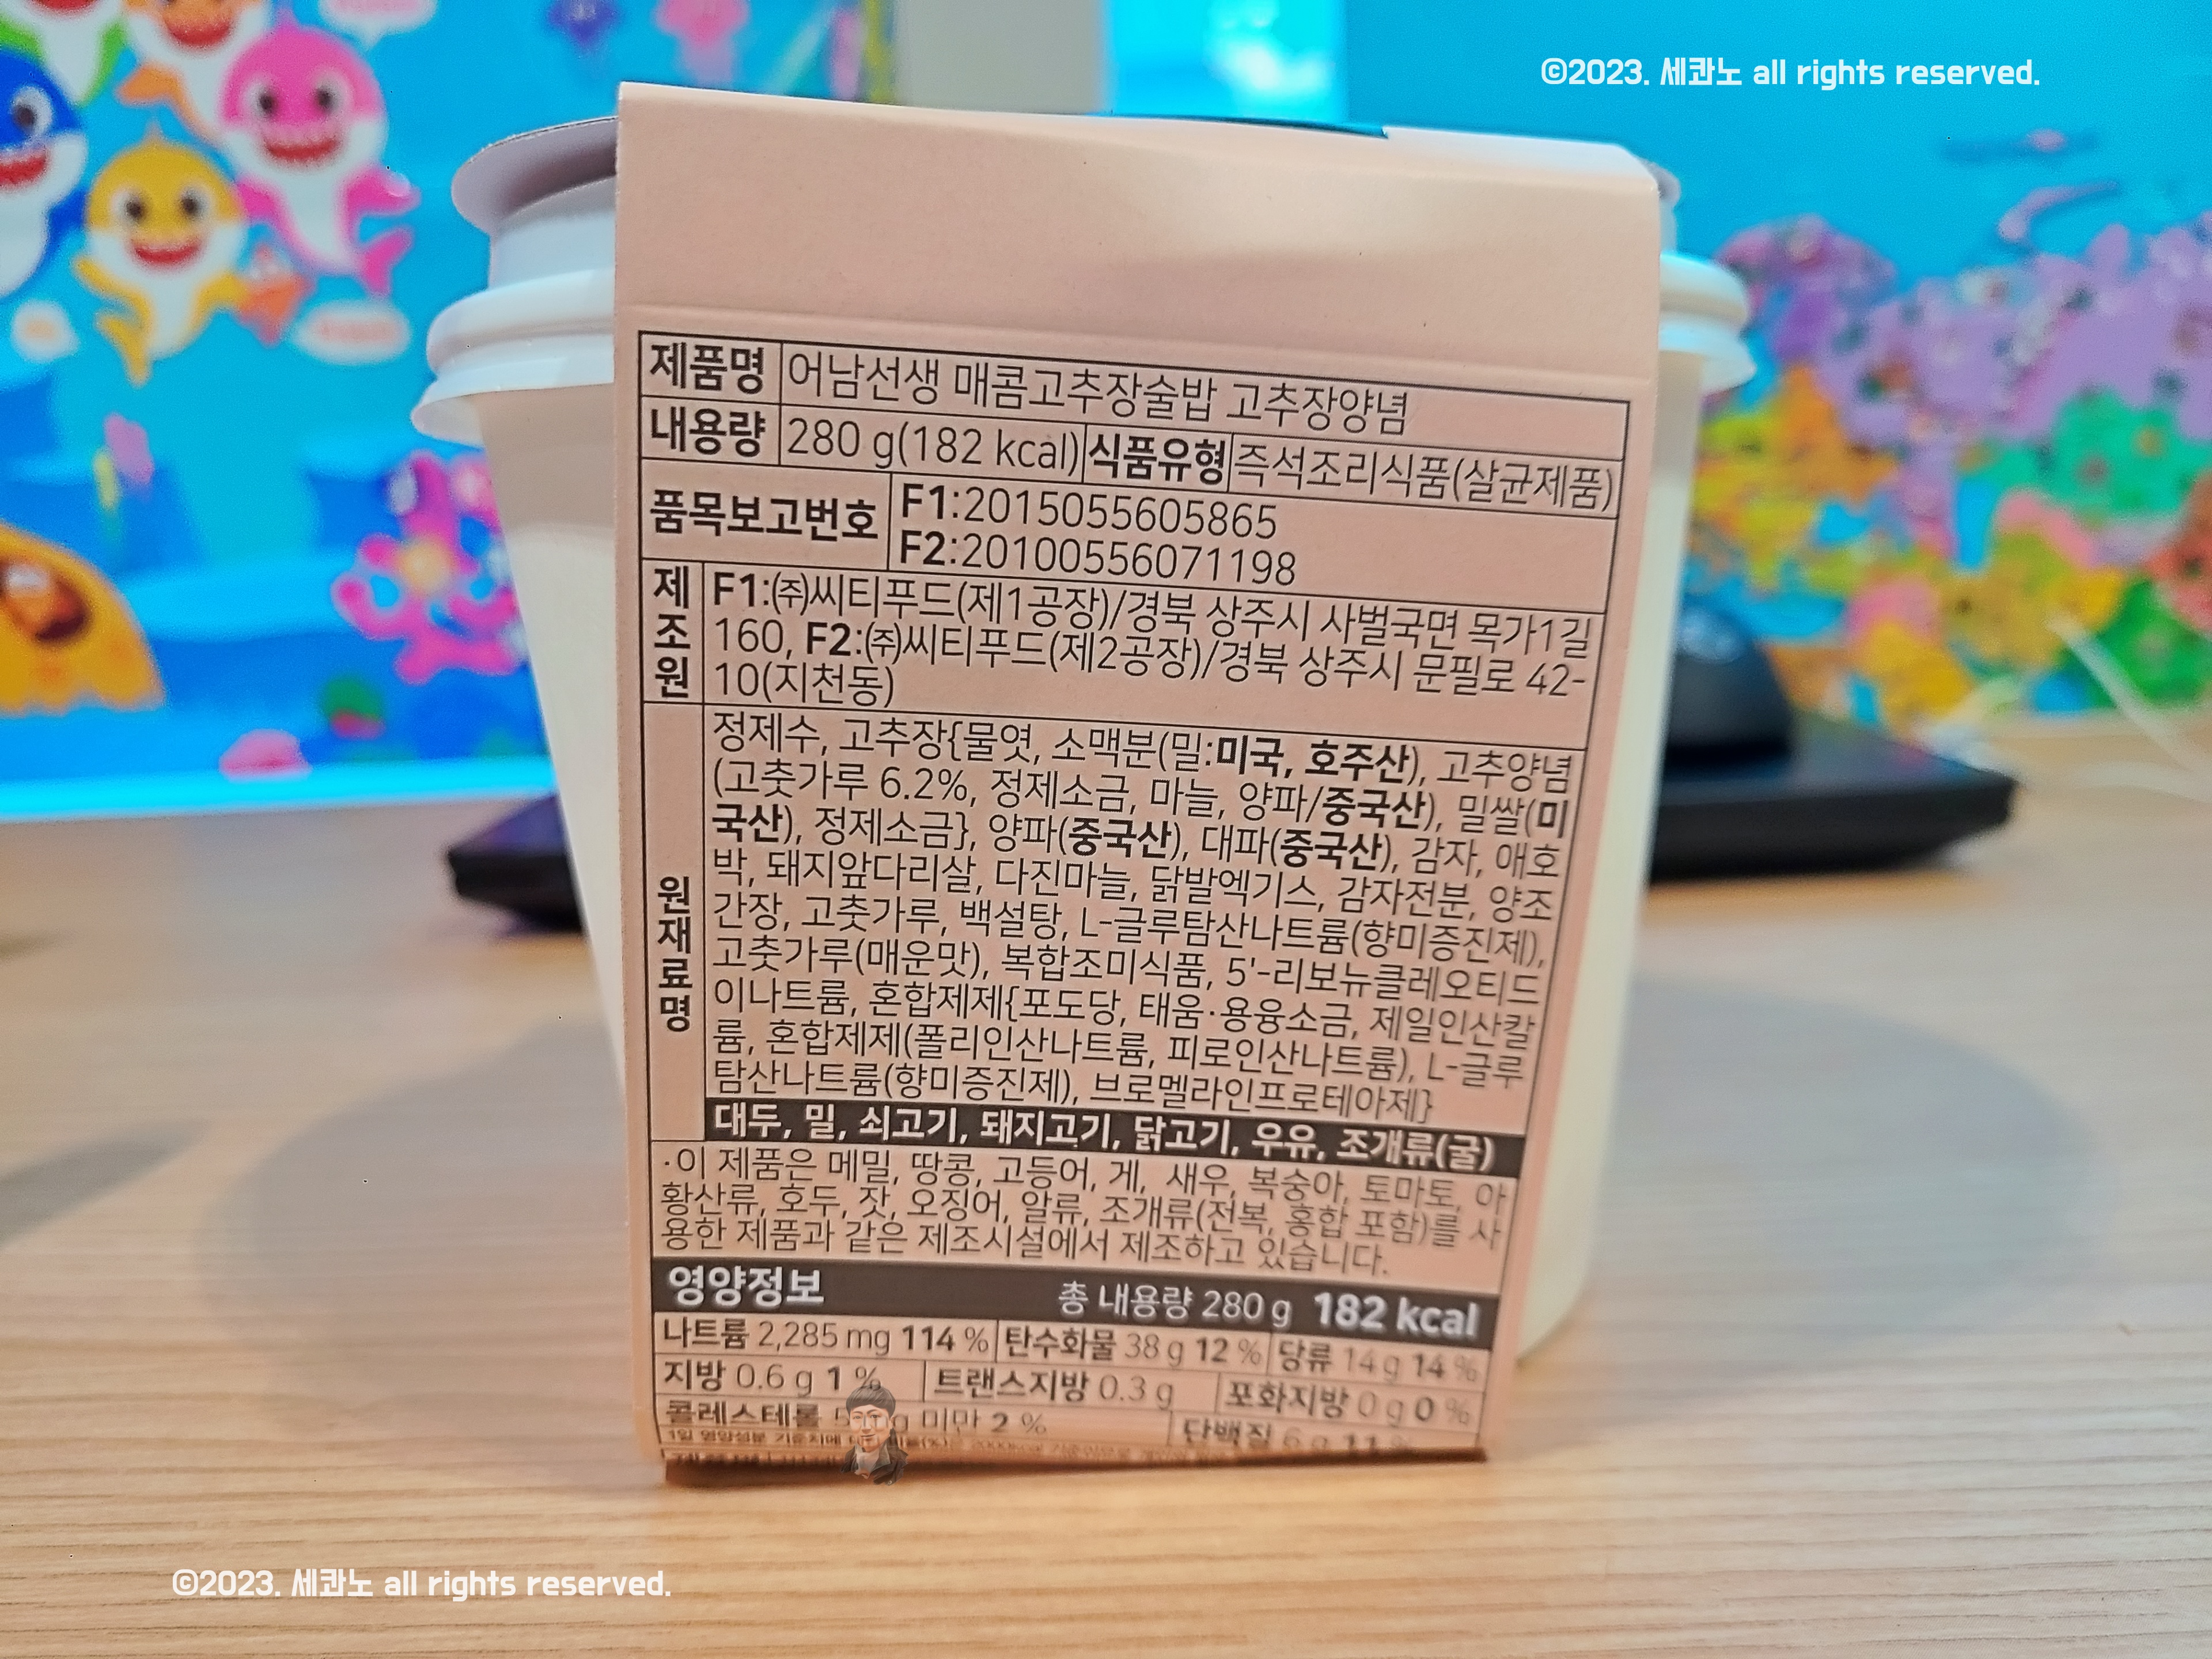 ©2023. 세콴노 all rights reserved.
제품명 어남선생 매콤고추장술밥 고추장양념
내용량 280 g(182 kcal) 식품유형 즉석조리식품(살균제품)
품목보고번호 F1:2015055605865
F2:20100556071198
제조원 F1:㈜씨티푸드(제1공장)/경북 상주시 사벌국면 목가1길
160, F2:㈜씨티푸드(제2공장)/경북 상주시 문필로 42-
10(지천동)
원재료명 정제수, 고추장{물엿, 소맥분(밀:미국, 호주산), 고추양념
(고춧가루 6.2%, 정제소금, 마늘, 양파/중국산), 밀쌀(미
국산), 정제소금}, 양파(중국산), 대파(중국산), 감자, 애호
박, 돼지앞다리살, 다진마늘, 닭발엑기스, 감자전분, 양조
간장, 고춧가루, 백설탕, L-글루탐산나트륨(향미증진제),
고춧가루(매운맛), 복합조미식품, 5'-리보뉴클레오티드
이나트륨, 혼합제제{포도당, 태움·용융소금, 제일인산칼
륨, 혼합제제(폴리인산나트륨, 피로인산나트륨), L-글루
탐산나트륨(향미증진제), 브로멜라인프로테아제}
대두, 밀, 쇠고기, 돼지고기, 닭고기, 우유, 조개류(굴)
·이 제품은 메밀, 땅콩, 고등어, 게, 새우, 복숭아, 토마토, 아
황산류, 호두, 잣, 오징어, 알류, 조개류(전복, 홍합 포함)를 사
용한 제품과 같은 제조시설에서 제조하고 있습니다.
영양정보 총 내용량 280 g 182 kcal
나트륨 2,285 mg 114 % 탄수화물 38 g 12 % 당류 14 g 14 %
지방 0.6 g 1 % 트랜스지방 0.3 g 포화지방 0 g 0 %
콜레스테롤 미만 2 % 단백질 6 g 11
1일 영양성분 기준치에
©2023. 세콴노 all rights reserved.